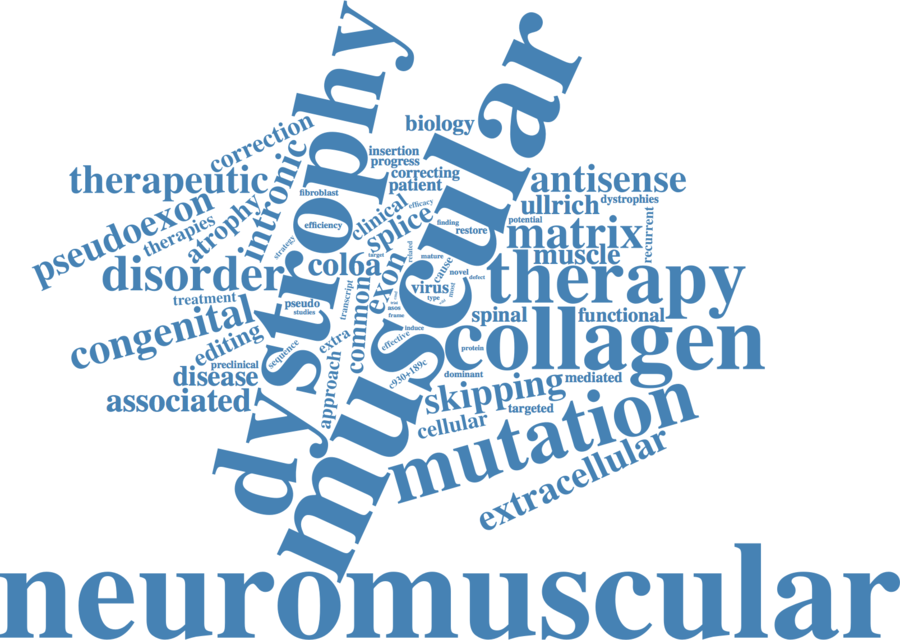 dystrophy
muscular
biology
correction
insertion
progress
correcting
patient
therapeutic
intronic
fibroblast
antisense
ullrich
dystrophies
pseudoexon
therapies
atrophy
efficiency
clinical
efficacy
splice
finding
restore
potential
matrix
recurrent
muscle
strategy
disorder
col6a
target
related
exon
mature
cause
novel
defect
therapy
treatment
pseudo
studies
transcript
virus
type
most
frame
congenital
editing
extra
common
induce
effective
spinal
functional
collagen
preclinical
sequence
disease
approach
c930+189c
protein
dominant
mediated
associated
skipping
targeted
cellular
mutation
extracellular
neuromuscular